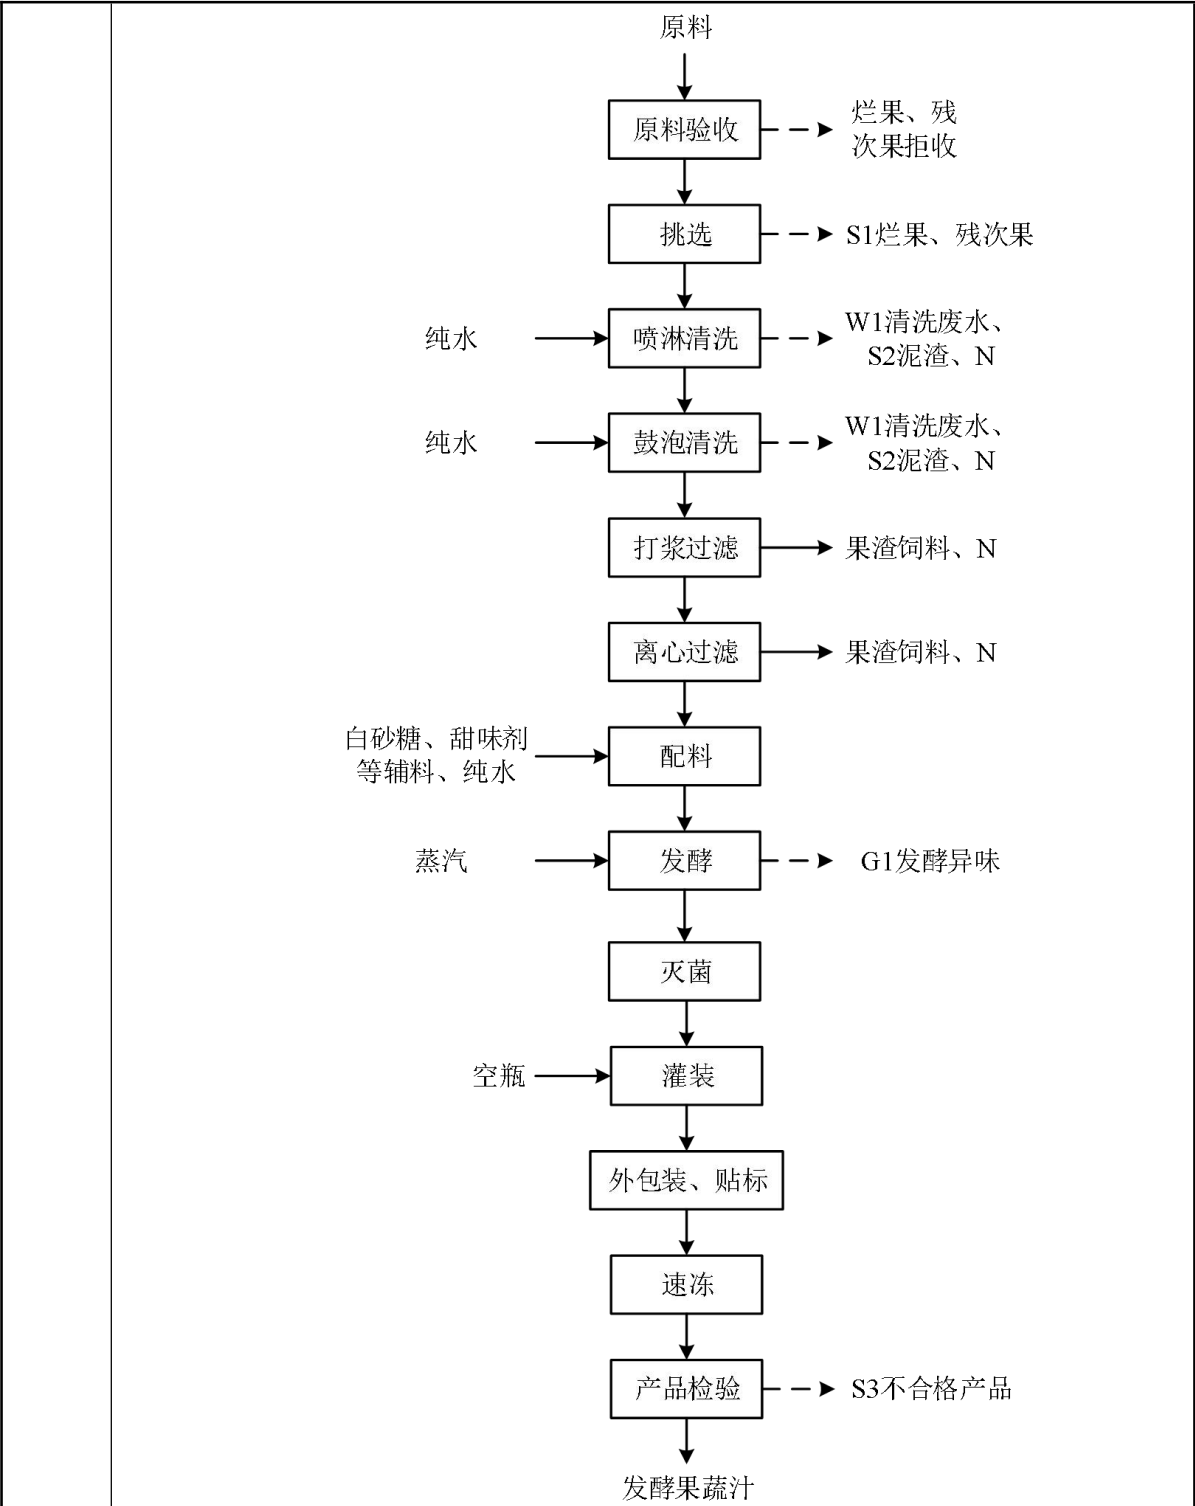 原料
原料验收
烂果、残
次果拒收
挑选
S1烂果、残次果
纯水
喷淋清洗
W1清洗废水、
S2泥渣、N
纯水
鼓泡清洗
W1清洗废水、
S2泥渣、N
打浆过滤
果渣饲料、N
离心过滤
果渣饲料、N
白砂糖、甜味剂
等辅料、纯水
配料
蒸汽
发酵
G1发酵异味
灭菌
空瓶
灌装
外包装、贴标
速冻
产品检验
S3不合格产品
发酵果蔬汁